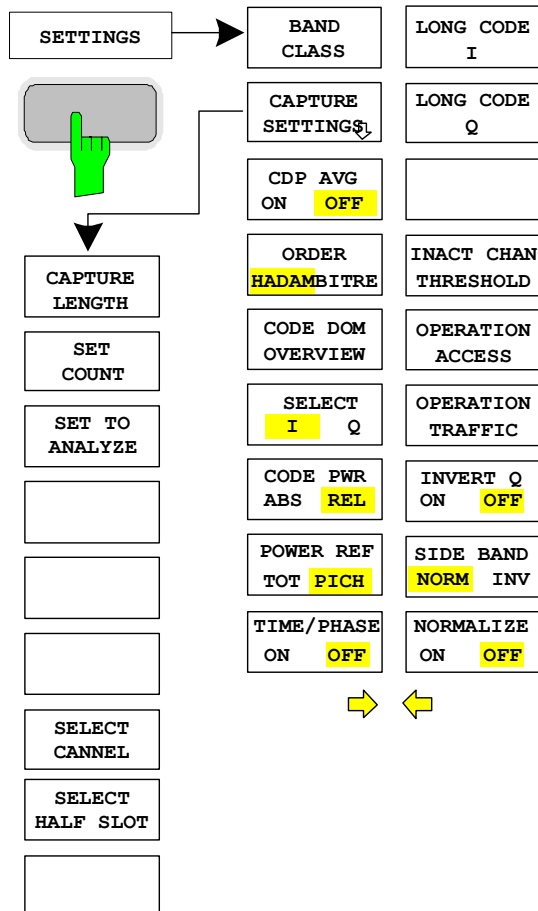 SETTINGS
BAND
CLASS
CAPTURE
SETTINGS
CDP AVG
ON OFF
ORDER
HADAMBITRE
CODE DOM
OVERVIEW
SELECT
I Q
CODE PWR
ABS REL
POWER REF
TOT PICH
TIME/PHASE
ON OFF
LONG CODE
I
LONG CODE
Q
INACT CHAN
THRESHOLD
OPERATION
ACCESS
OPERATION
TRAFFIC
INVERT Q
ON OFF
SIDE BAND
NORM INV
NORMALIZE
ON OFF
CAPTURE
LENGTH
SET
COUNT
SET TO
ANALYZE
SELECT
CANNEL
SELECT
HALF SLOT